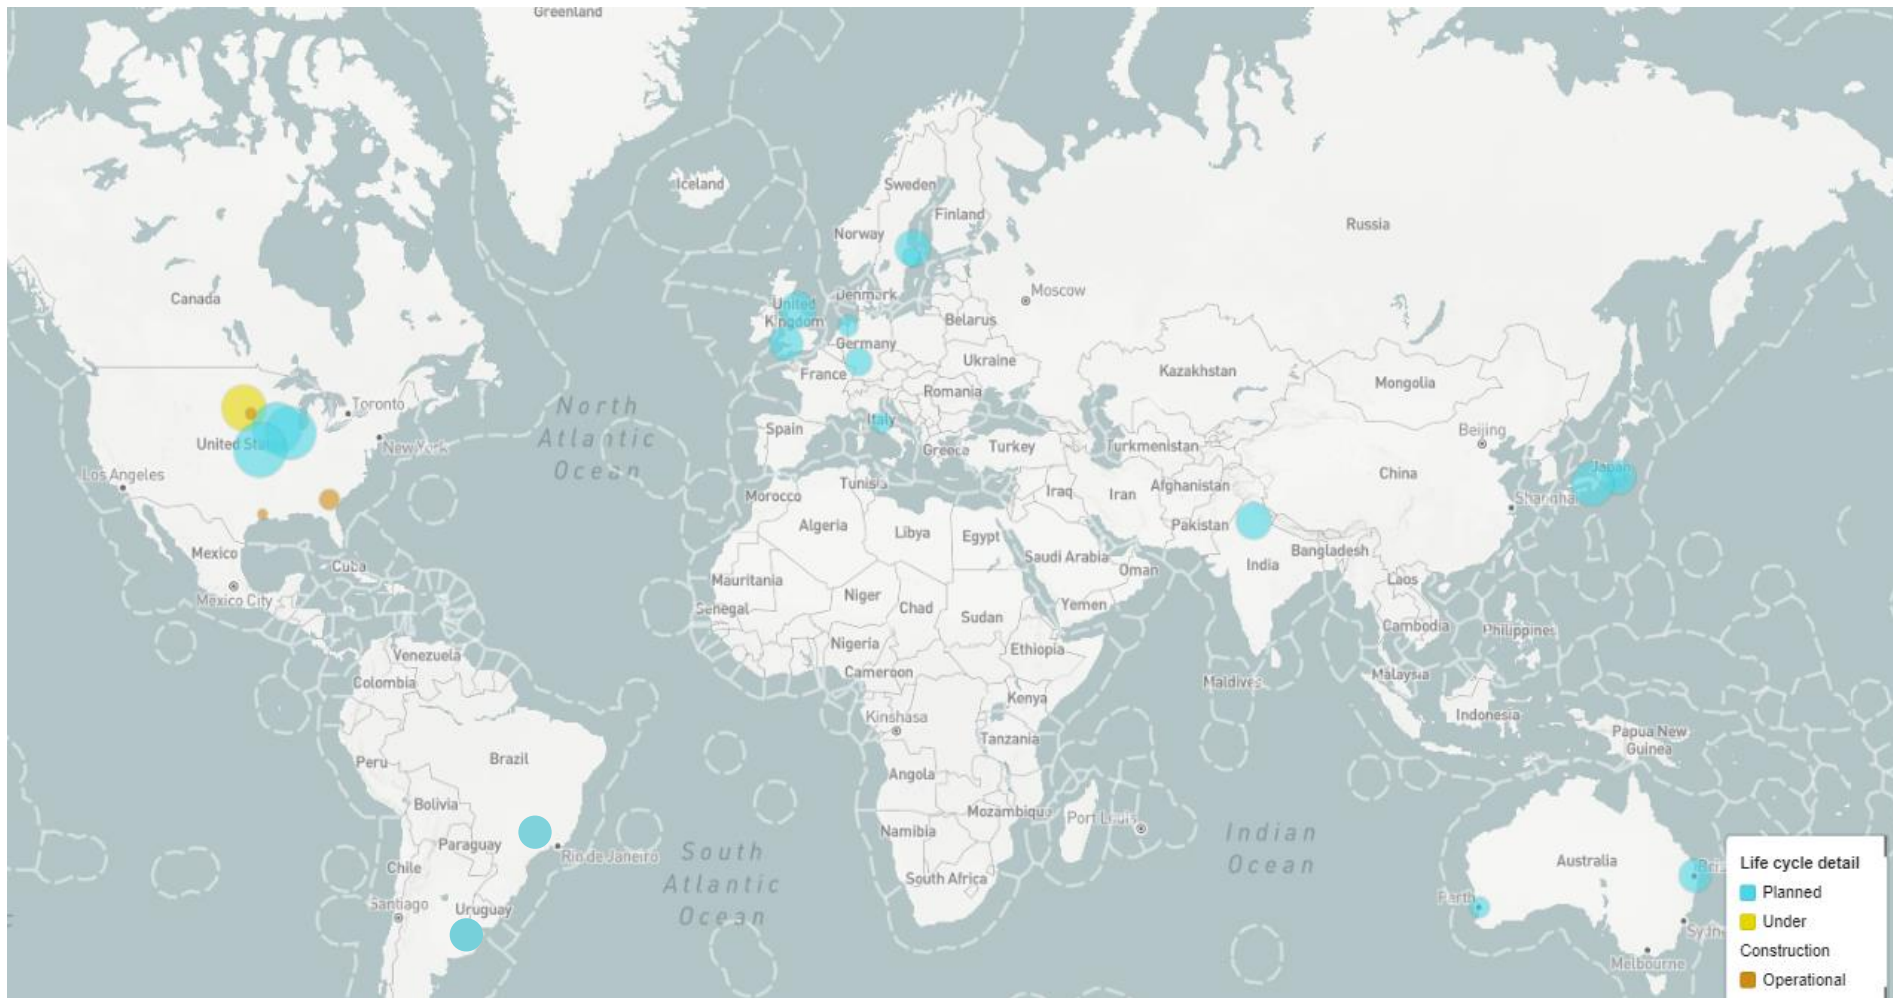 Greenland
Iceland
Sweden
Finland
Norway
Russia
Canada
Moscow
Denmark
United
Kingdom
Belarus
Germany
Ukraine
France
Kazakhstan
Mongolia
Romania
Toronto
North
Atlantic
Ocean
Italy
Spain
Beijing
United
New York
Greece
Turkey
Turkmenistan
Japan
China
Los Angeles
Tunisia
Afghanistan
Morocco
Iraq
Iran
Algeria
Libya
Egypt
Pakistan
Mexico
Saudi Arabia
Bangladesh
Cuba
India
Oman
Mauritania
Laos
Mexico City
Niger
Chad
Senegal
Sudan
Yemen
Cambodia
Philippines
Nigeria
Ethiopia
Venezuela
Cameroon
Colombia
Maldives
Malaysia
Kenya
Kinshasa
Indonesia
Tanzania
Papua New
Guinea
Brazil
Peru
Angola
Bolivia
Mozambique
Port Louis
Namibia
Indian
Ocean
Paraguay
Rio de Janeiro
South
Atlantic
Ocean
Chile
South Africa
Australia
Perth
Santiago
Uruguay
Melbourne
Life cycle detail
Planned
Under
Construction
Operational